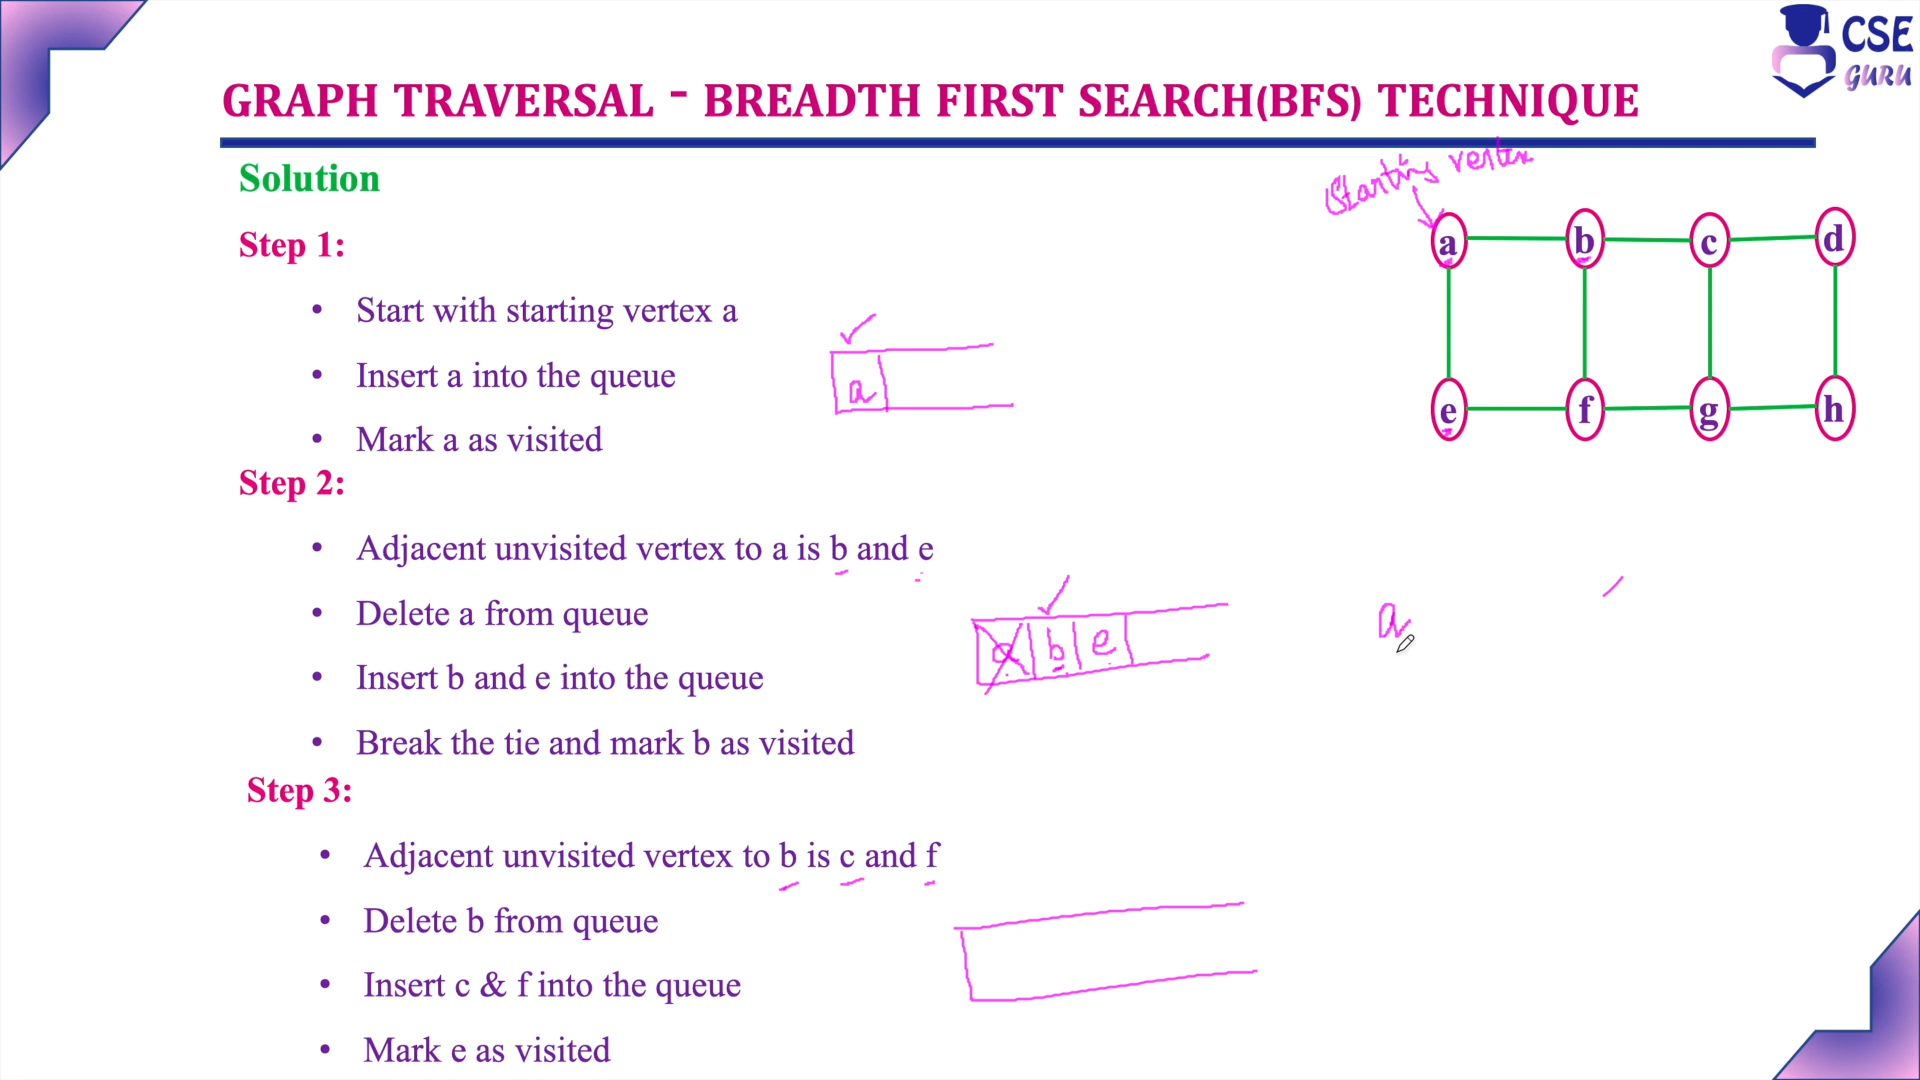 CSE
GURU
GRAPH TRAVERSAL - BREADTH FIRST SEARCH(BFS) TECHNIQUE
Solution
Starting vertex
a b c d
e f g h
Step 1:
• Start with starting vertex a
• Insert a into the queue
• Mark a as visited
a
Step 2:
• Adjacent unvisited vertex to a is b and e
• Delete a from queue
• Insert b and e into the queue
• Break the tie and mark b as visited
a b e
a
Step 3:
• Adjacent unvisited vertex to b is c and f
• Delete b from queue
• Insert c & f into the queue
• Mark e as visited